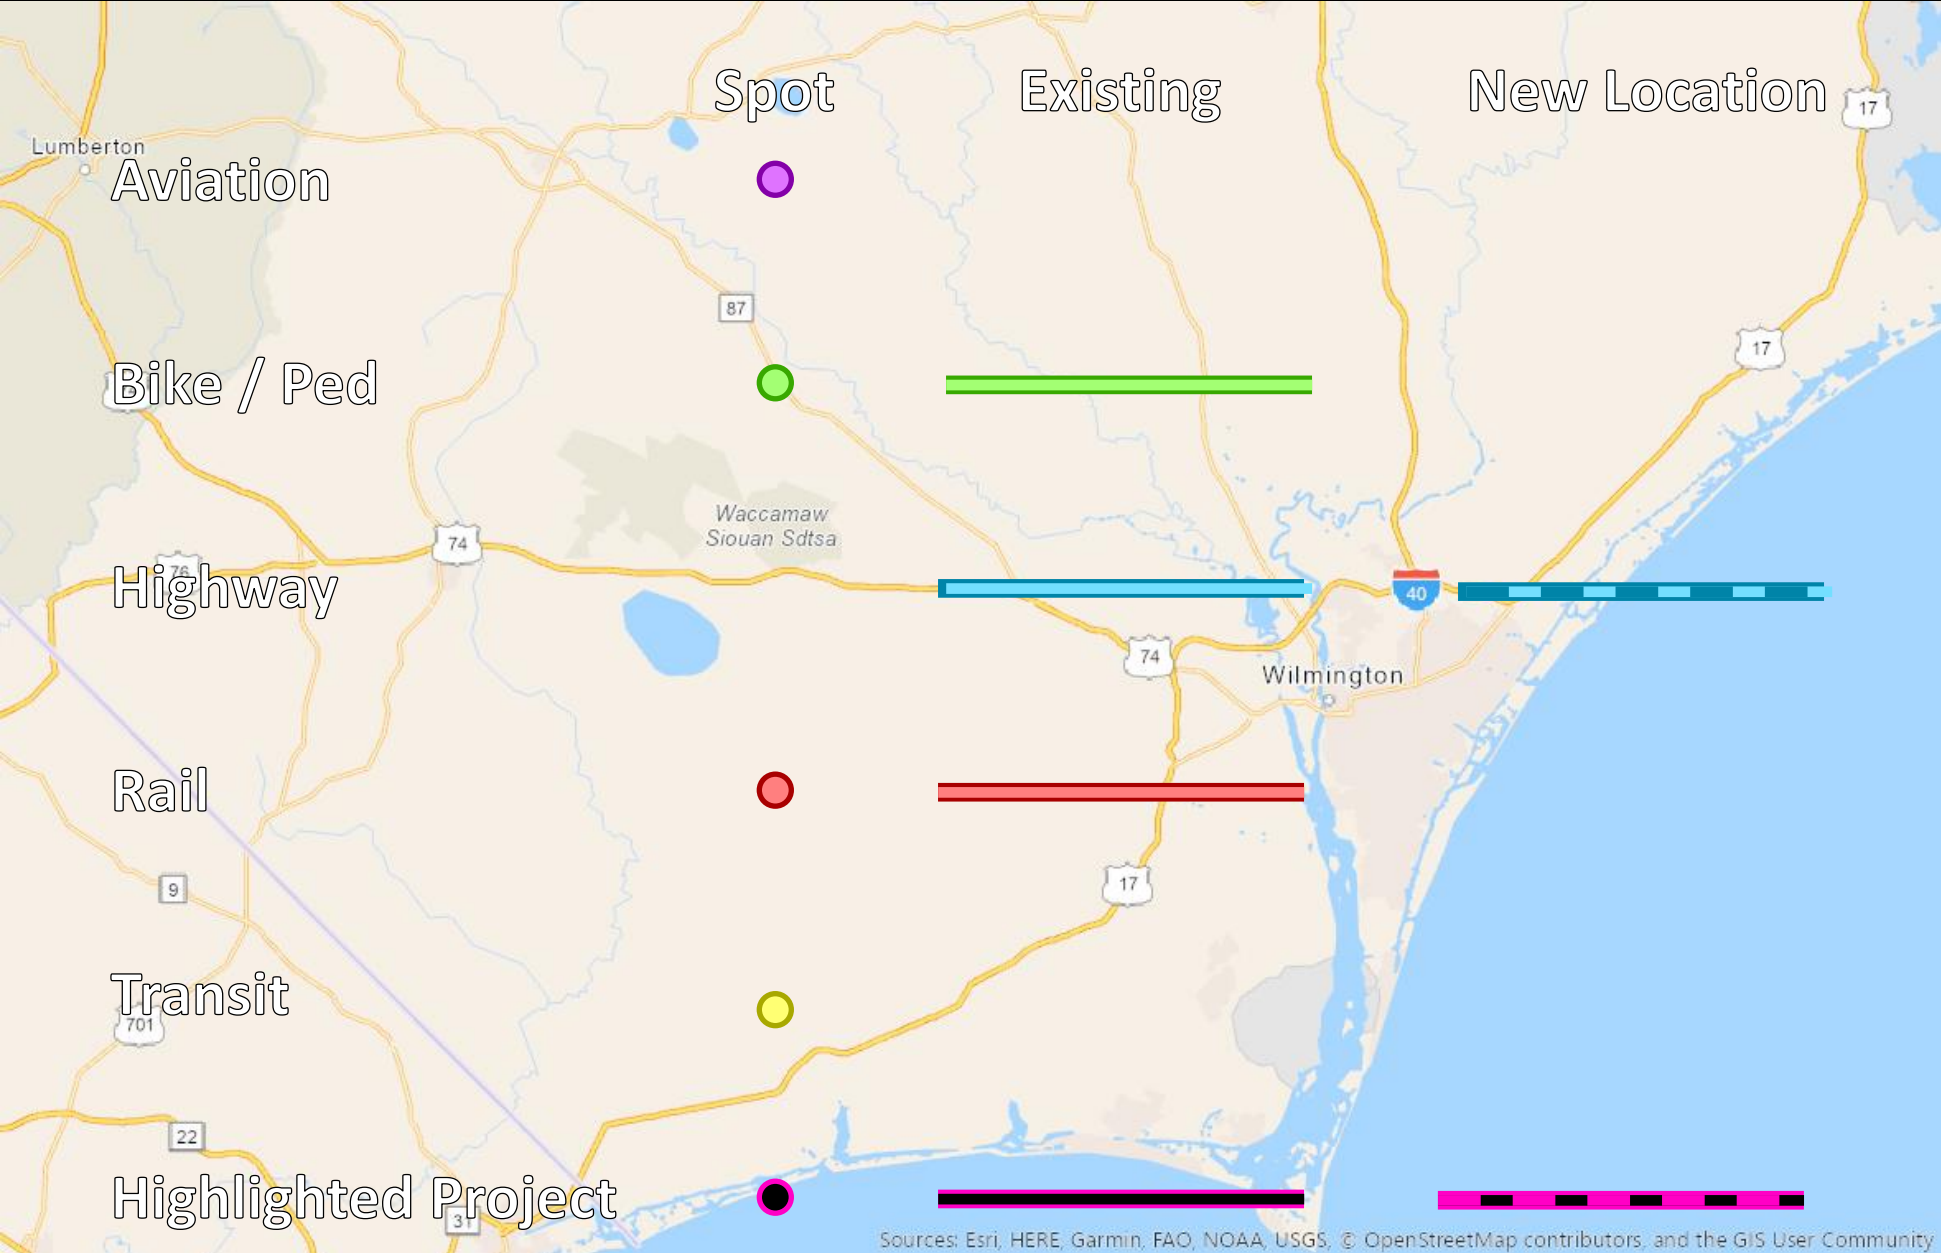 Spot
Existing
New Location
17
Lumberton
Aviation
87
17
Bike / Ped
Waccamaw
Siouan Sdtsa
74
76
Highway
40
74
Wilmington
Rail
9
17
Transit
701
22
Highlighted Project
31
Sources: Esri, HERE, Garmin, FAO, NOAA, USGS, © OpenStreetMap contributors, and the GIS User Community